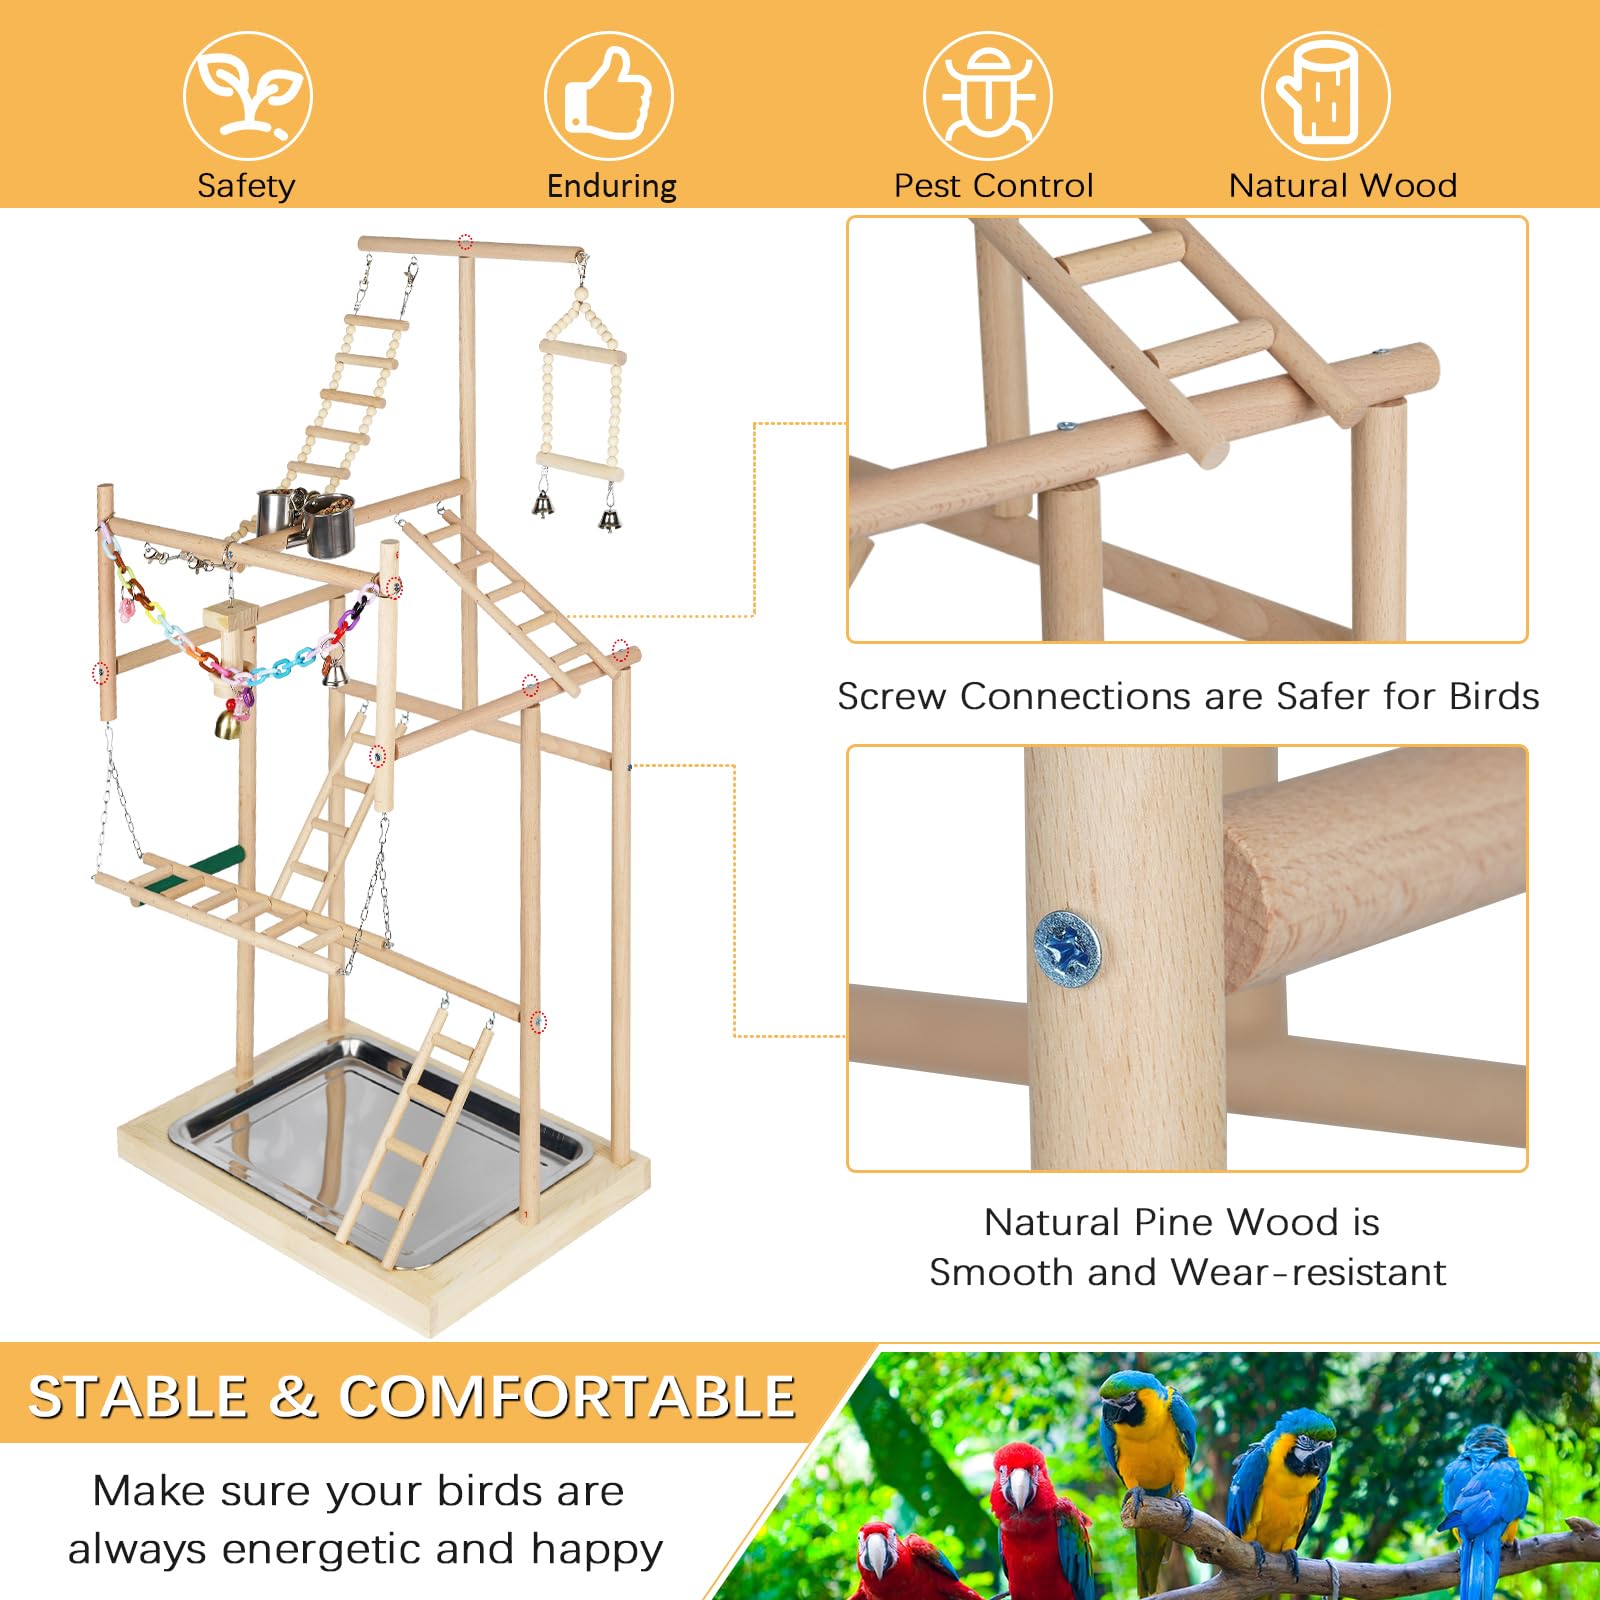 Safety
Enduring
Pest Control
Natural Wood
Screw Connections are Safer for Birds
Natural Pine Wood is
Smooth and Wear-resistant
STABLE & COMFORTABLE
Make sure your birds are
always energetic and happy